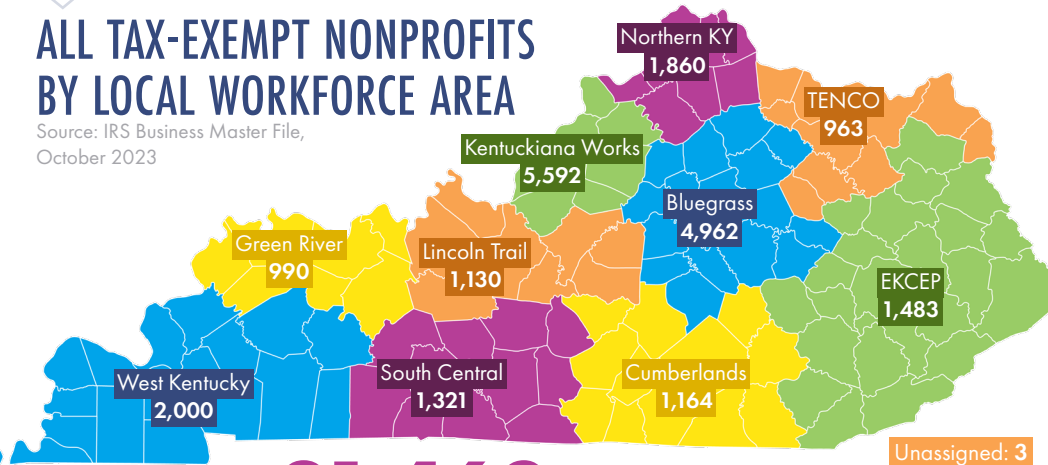 ALL TAX-EXEMPT NONPROFITS
BY LOCAL WORKFORCE AREA
Source: IRS Business Master File,
October 2023
Northern KY
1,860
TENCO
963
Kentuckiana Works
5,592
Bluegrass
4,962
Green River
990
Lincoln Trail
1,130
EKCEP
1,483
West Kentucky
2,000
South Central
1,321
Cumberlands
1,164
Unassigned: 3